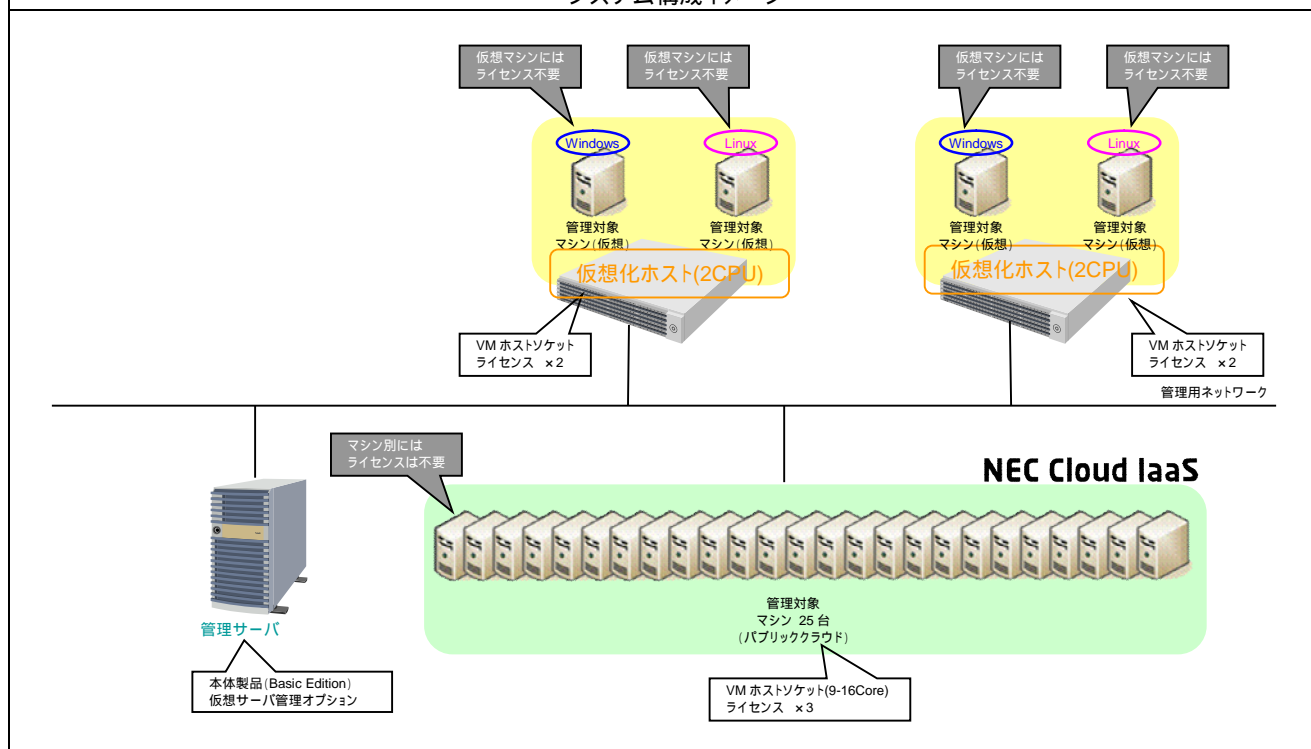 システム構成イメージ
仮想マシンには
ライセンス不要
仮想マシンには
ライセンス不要
仮想マシンには
ライセンス不要
仮想マシンには
ライセンス不要
Windows
Linux
Windows
Linux
管理対象
マシン(仮想)
管理対象
マシン(仮想)
管理対象
マシン(仮想)
管理対象
マシン(仮想)
仮想化ホスト(2CPU)
仮想化ホスト(2CPU)
VM ホストソケット
ライセンス ×2
VM ホストソケット
ライセンス ×2
管理用ネットワーク
マシン別には
ライセンスは不要
NEC Cloud IaaS
管理対象
マシン 25 台
(パブリッククラウド)
管理サーバ
本体製品(Basic Edition)
仮想サーバ管理オプション
VM ホストソケット(9-16Core)
ライセンス ×3